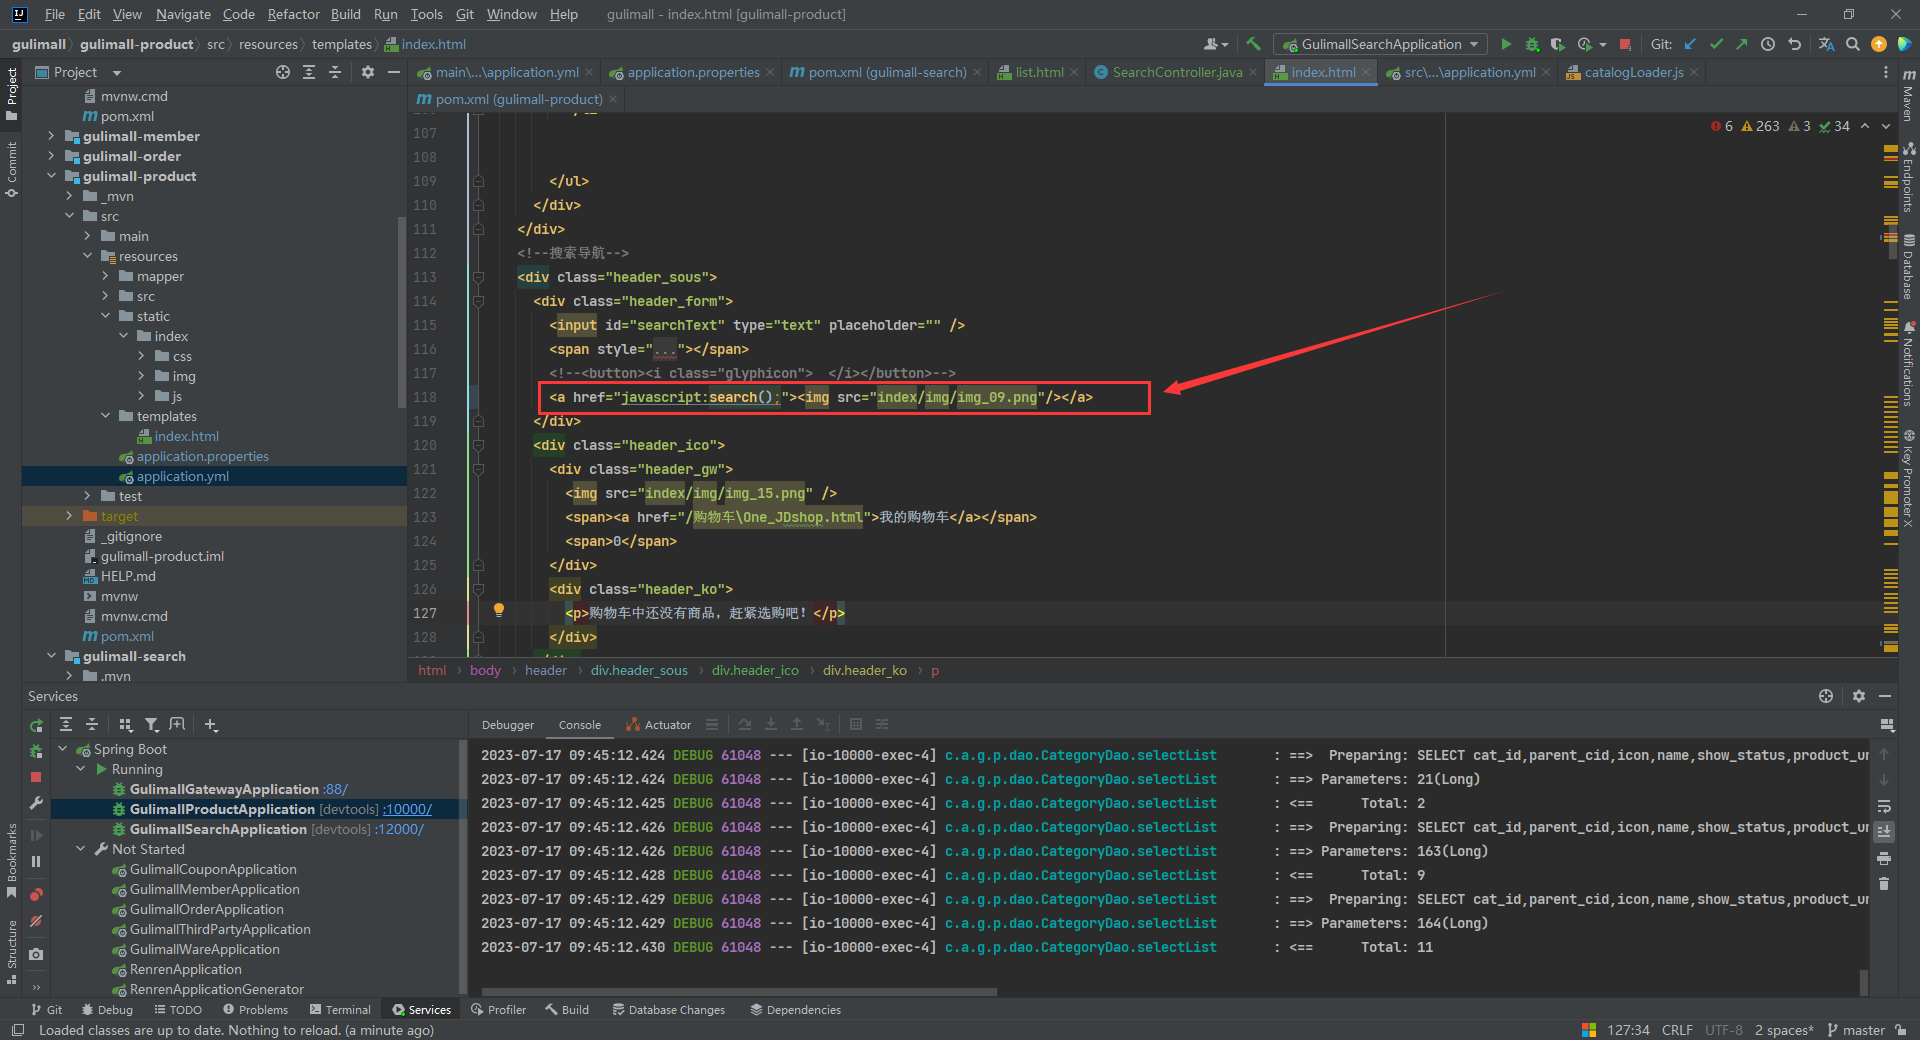 File Edit View Navigate Code Refactor Build Run Tools Git Window Help gulimall - index.html [gulimall-product]
gulimall gulimall-product src resources templates index.html GulimallSearchApplication Git:
Project
main\...\application.yml application.properties pom.xml (gulimall-search) list.html SearchController.java index.html src\...\application.yml catalogLoader.js
pom.xml (gulimall-product)
Project
Commit
Bookmarks
Structure
Maven
Endpoints
Database
Notifications
Key Promoter X
mvnw.cmd
pom.xml
gulimall-member
gulimall-order
gulimall-product
_mvn
src
main
resources
mapper
src
static
index
css
img
js
templates
index.html
application.properties
application.yml
test
target
_gitignore
gulimall-product.iml
HELP.md
mvnw
mvnw.cmd
pom.xml
gulimall-search
.mvn
6 263 3 34
107
108
109 </ul>
110 </div>
111 </div>
112 <!--搜索导航-->
113 <div class="header_sous">
114 <div class="header_form">
115 <input id="searchText" type="text" placeholder="" />
116 <span style="..."></span>
117 <!--<button><i class="glyphicon"> </i></button>-->
118 <a href="javascript:search();"><img src="index/img/img_09.png"/></a>
119 </div>
120 <div class="header_ico">
121 <div class="header_gw">
122 <img src="index/img/img_15.png" />
123 <span><a href="/购物车\One_JDshop.html">我的购物车</a></span>
124 <span>0</span>
125 </div>
126 <div class="header_ko">
127 <p>购物车中还没有商品，赶紧选购吧！</p>
128 </div>
html body header div.header_sous div.header_ico div.header_ko p
Services
Debugger Console Actuator
Spring Boot
Running
GulimallGatewayApplication :88/
GulimallProductApplication [devtools] :10000/
GulimallSearchApplication [devtools] :12000/
Not Started
GulimallCouponApplication
GulimallMemberApplication
GulimallOrderApplication
GulimallThirdPartyApplication
GulimallWareApplication
RenrenApplication
RenrenApplicationGenerator
2023-07-17 09:45:12.424 DEBUG 61048 --- [io-10000-exec-4] c.a.g.p.dao.CategoryDao.selectList : ==> Preparing: SELECT cat_id,parent_cid,icon,name,show_status,product_un
2023-07-17 09:45:12.424 DEBUG 61048 --- [io-10000-exec-4] c.a.g.p.dao.CategoryDao.selectList : ==> Parameters: 21(Long)
2023-07-17 09:45:12.425 DEBUG 61048 --- [io-10000-exec-4] c.a.g.p.dao.CategoryDao.selectList : <== Total: 2
2023-07-17 09:45:12.426 DEBUG 61048 --- [io-10000-exec-4] c.a.g.p.dao.CategoryDao.selectList : ==> Preparing: SELECT cat_id,parent_cid,icon,name,show_status,product_un
2023-07-17 09:45:12.426 DEBUG 61048 --- [io-10000-exec-4] c.a.g.p.dao.CategoryDao.selectList : ==> Parameters: 163(Long)
2023-07-17 09:45:12.428 DEBUG 61048 --- [io-10000-exec-4] c.a.g.p.dao.CategoryDao.selectList : <== Total: 9
2023-07-17 09:45:12.429 DEBUG 61048 --- [io-10000-exec-4] c.a.g.p.dao.CategoryDao.selectList : ==> Preparing: SELECT cat_id,parent_cid,icon,name,show_status,product_un
2023-07-17 09:45:12.429 DEBUG 61048 --- [io-10000-exec-4] c.a.g.p.dao.CategoryDao.selectList : ==> Parameters: 164(Long)
2023-07-17 09:45:12.430 DEBUG 61048 --- [io-10000-exec-4] c.a.g.p.dao.CategoryDao.selectList : <== Total: 11
Git Debug TODO Problems Terminal Services Profiler Build Database Changes Dependencies
Loaded classes are up to date. Nothing to reload. (a minute ago) 127:34 CRLF UTF-8 2 spaces* master